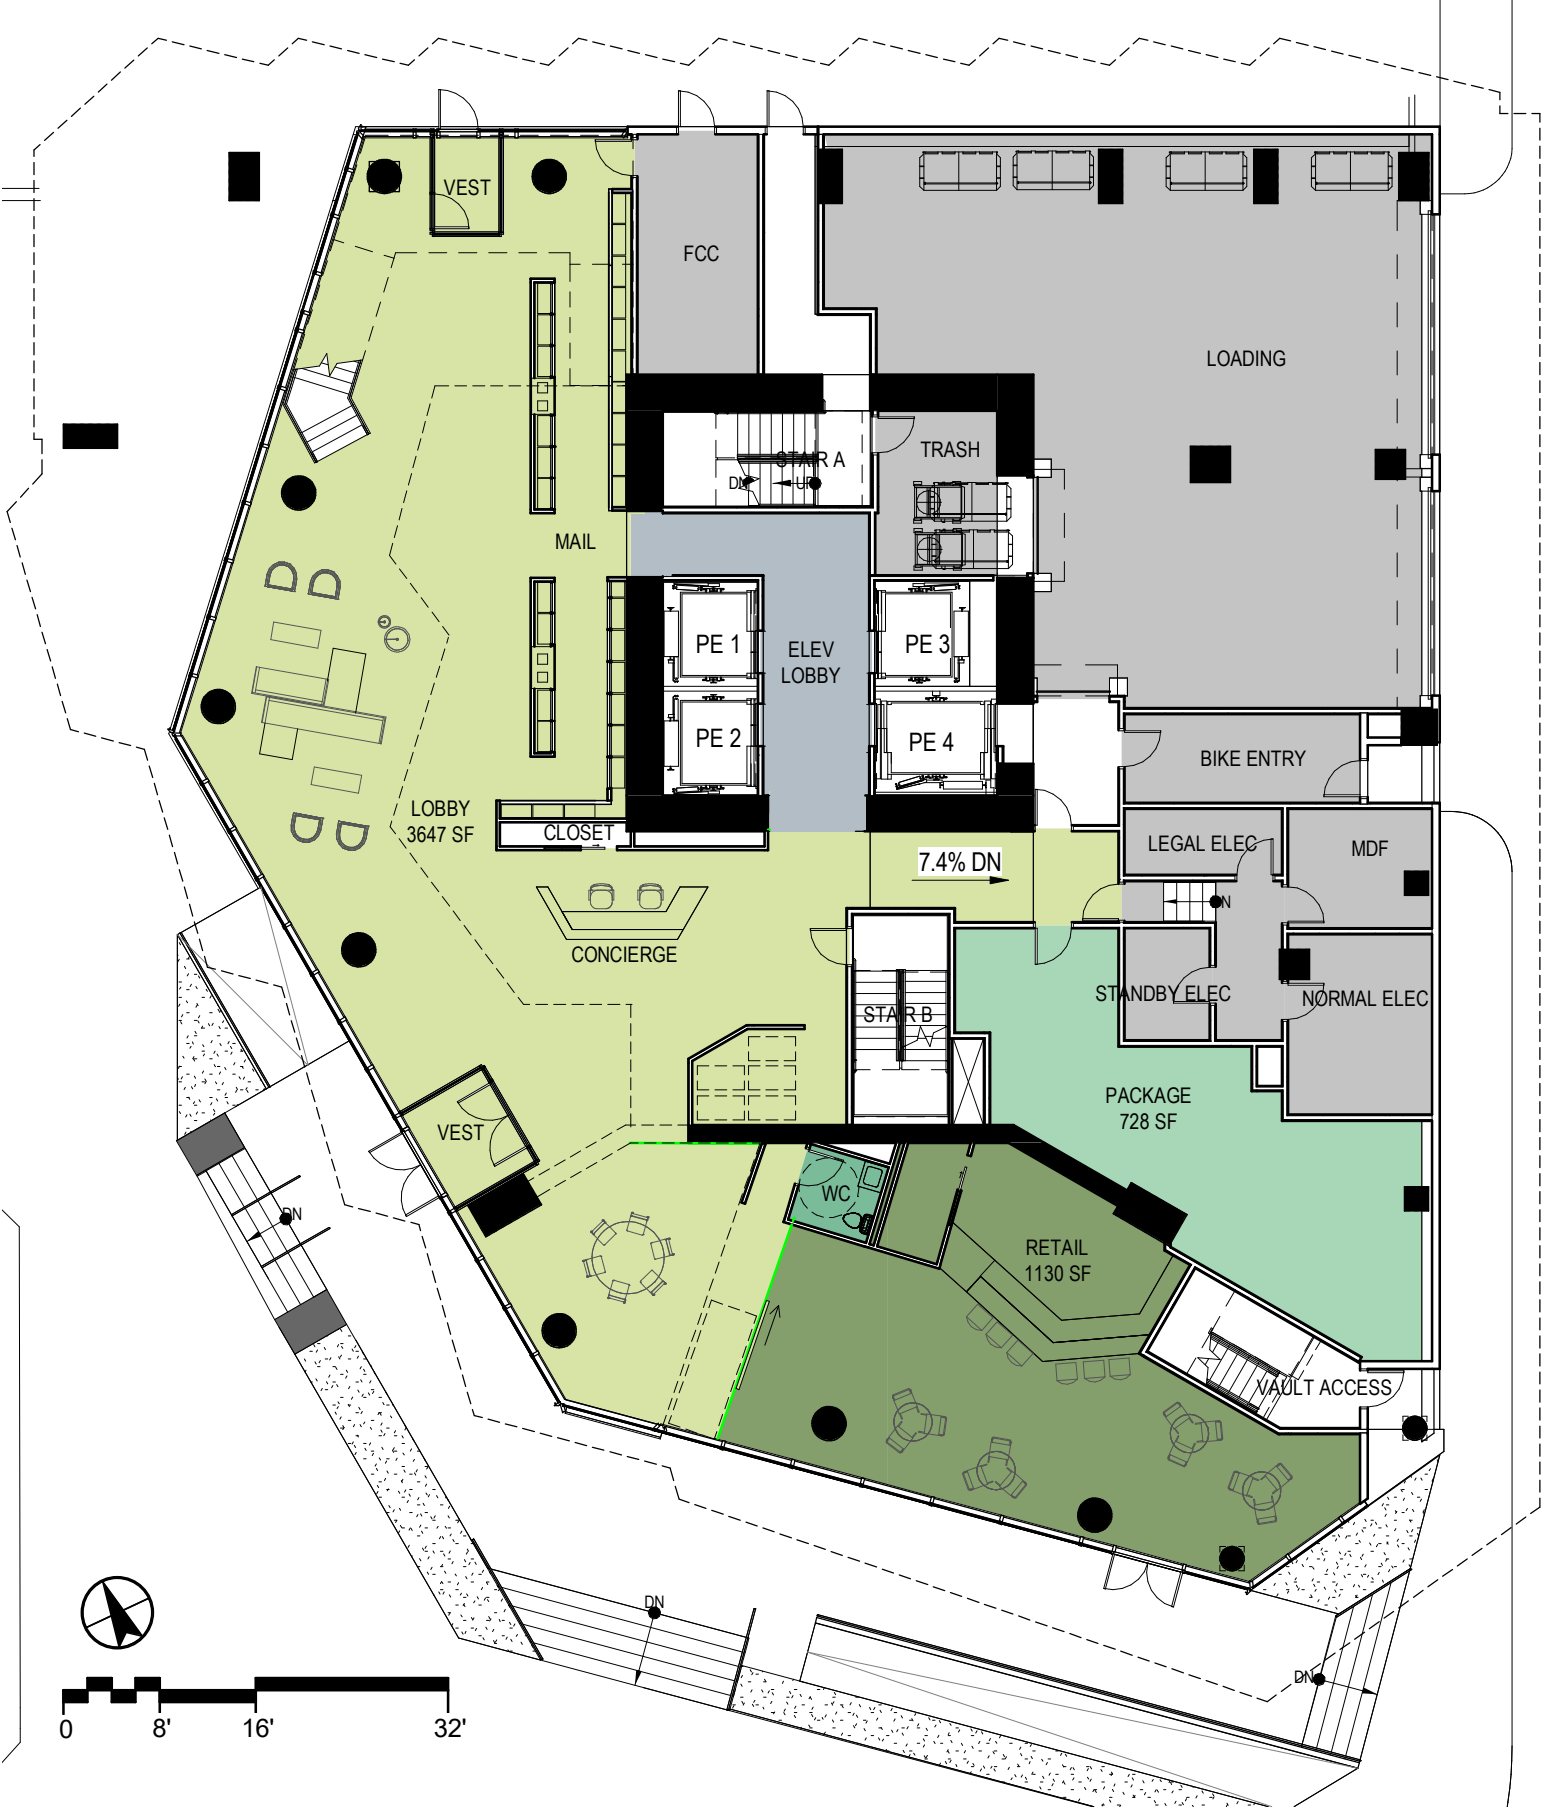 VEST
FCC
LOADING
TRASH
STAIR A
DN
UP
MAIL
PE 1
PE 3
ELEV
LOBBY
PE 2
PE 4
BIKE ENTRY
LOBBY
3647 SF
CLOSET
LEGAL ELEC
MDF
7.4% DN
DN
CONCIERGE
STANDBY ELEC
NORMAL ELEC
STAIR B
PACKAGE
728 SF
VEST
WC
DN
RETAIL
1130 SF
VAULT ACCESS
DN
DN
0 8' 16' 32'